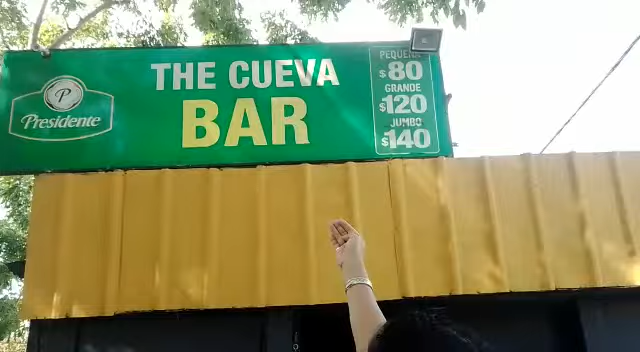 THE CUEVA
BAR
P
Presidente
PEQUEÑA
$80
GRANDE
$120
JUMBO
$140